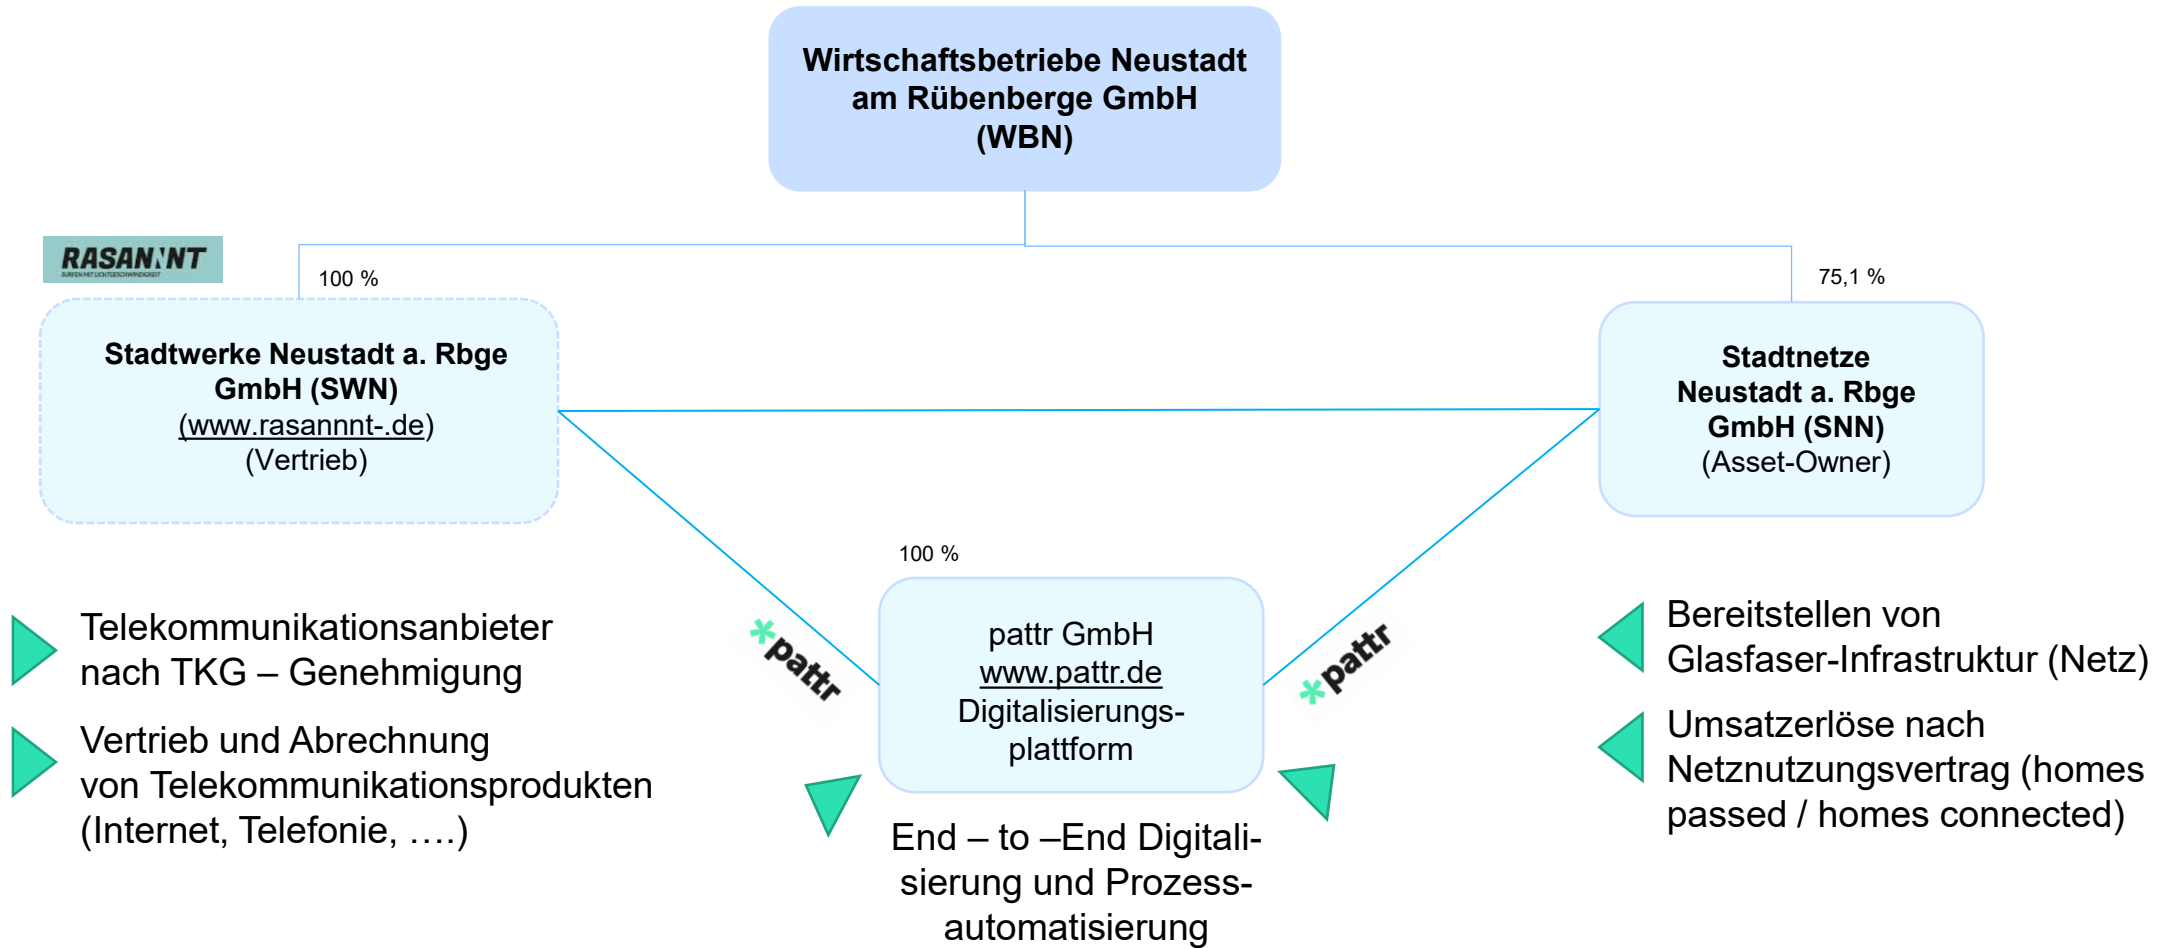 Wirtschaftsbetriebe Neustadt
am Rübenberge GmbH
(WBN)
RASANNNT
SURFEN MIT LICHTGESCHWINDIGKEIT
100 %
75,1 %
Stadtwerke Neustadt a. Rbge
GmbH (SWN)
(www.rasannnt-.de)
(Vertrieb)
Stadtnetze
Neustadt a. Rbge
GmbH (SNN)
(Asset-Owner)
100 %
pattr GmbH
www.pattr.de
Digitalisierungs-
plattform
*pattr
*pattr
Telekommunikationsanbieter
nach TKG – Genehmigung
Vertrieb und Abrechnung
von Telekommunikationsprodukten
(Internet, Telefonie, ….)
End – to –End Digitali-
sierung und Prozess-
automatisierung
Bereitstellen von
Glasfaser-Infrastruktur (Netz)
Umsatzerlöse nach
Netznutzungsvertrag (homes
passed / homes connected)